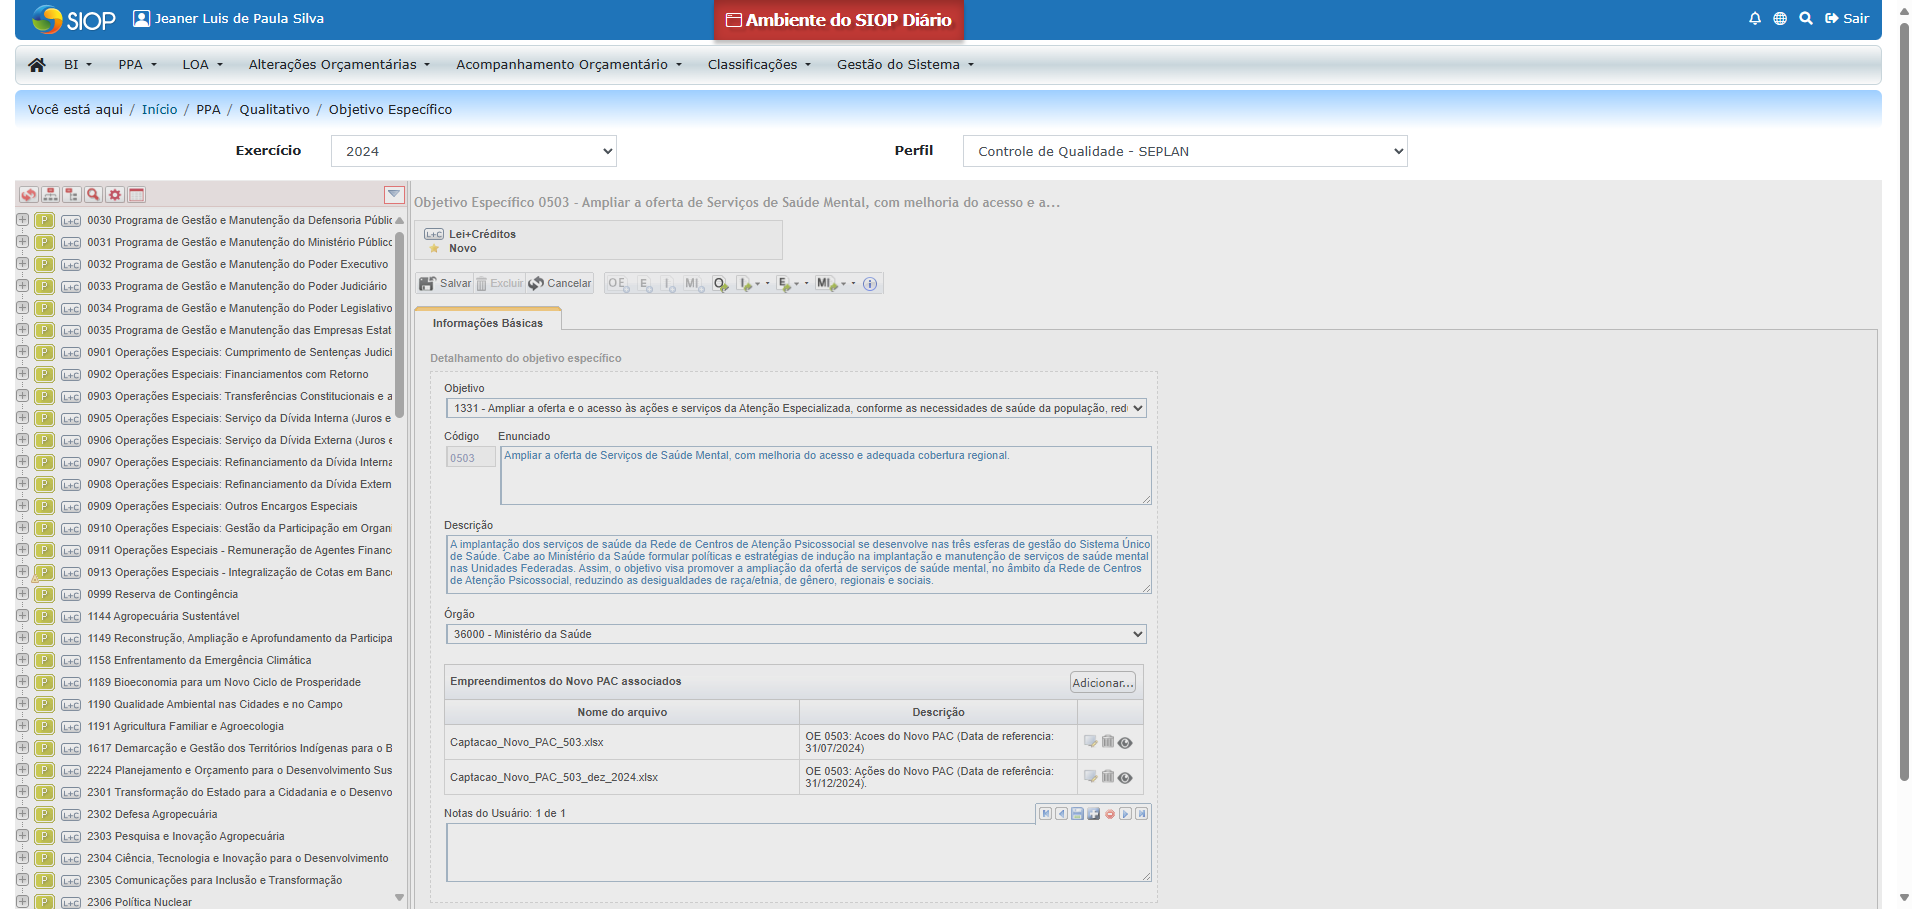 SIOP
Jeaner Luis de Paula Silva
Ambiente do SIOP Diário
Sair
BI
PPA
LOA
Alterações Orçamentárias
Acompanhamento Orçamentário
Classificações
Gestão do Sistema
Você está aqui / Início / PPA / Qualitativo / Objetivo Específico
Exercício
2024
Perfil
Controle de Qualidade - SEPLAN
P L+C 0030 Programa de Gestão e Manutenção da Defensoria Públic
P L+C 0031 Programa de Gestão e Manutenção do Ministério Público
P L+C 0032 Programa de Gestão e Manutenção do Poder Executivo
P L+C 0033 Programa de Gestão e Manutenção do Poder Judiciário
P L+C 0034 Programa de Gestão e Manutenção do Poder Legislativo
P L+C 0035 Programa de Gestão e Manutenção das Empresas Estat
P L+C 0901 Operações Especiais: Cumprimento de Sentenças Judici
P L+C 0902 Operações Especiais: Financiamentos com Retorno
P L+C 0903 Operações Especiais: Transferências Constitucionais e a
P L+C 0905 Operações Especiais: Serviço da Dívida Interna (Juros e
P L+C 0906 Operações Especiais: Serviço da Dívida Externa (Juros e
P L+C 0907 Operações Especiais: Refinanciamento da Dívida Interna
P L+C 0908 Operações Especiais: Refinanciamento da Dívida Extern
P L+C 0909 Operações Especiais: Outros Encargos Especiais
P L+C 0910 Operações Especiais: Gestão da Participação em Organi
P L+C 0911 Operações Especiais - Remuneração de Agentes Financ
P L+C 0913 Operações Especiais - Integralização de Cotas em Banc
P L+C 0999 Reserva de Contingência
P L+C 1144 Agropecuária Sustentável
P L+C 1149 Reconstrução, Ampliação e Aprofundamento da Participa
P L+C 1158 Enfrentamento da Emergência Climática
P L+C 1189 Bioeconomia para um Novo Ciclo de Prosperidade
P L+C 1190 Qualidade Ambiental nas Cidades e no Campo
P L+C 1191 Agricultura Familiar e Agroecologia
P L+C 1617 Demarcação e Gestão dos Territórios Indígenas para o B
P L+C 2224 Planejamento e Orçamento para o Desenvolvimento Sus
P L+C 2301 Transformação do Estado para a Cidadania e o Desenvo
P L+C 2302 Defesa Agropecuária
P L+C 2303 Pesquisa e Inovação Agropecuária
P L+C 2304 Ciência, Tecnologia e Inovação para o Desenvolvimento
P L+C 2305 Comunicações para Inclusão e Transformação
P L+C 2306 Política Nuclear
Objetivo Específico 0503 - Ampliar a oferta de Serviços de Saúde Mental, com melhoria do acesso e a...
L+C Lei+Créditos
Novo
Salvar Excluir Cancelar OE E I MI O I E MI
Informações Básicas
Detalhamento do objetivo específico
Objetivo
1331 - Ampliar a oferta e o acesso às ações e serviços da Atenção Especializada, conforme as necessidades de saúde da população, redu
Código Enunciado
0503
Ampliar a oferta de Serviços de Saúde Mental, com melhoria do acesso e adequada cobertura regional.
Descrição
A implantação dos serviços de saúde da Rede de Centros de Atenção Psicossocial se desenvolve nas três esferas de gestão do Sistema Único
de Saúde. Cabe ao Ministério da Saúde formular políticas e estratégias de indução na implantação e manutenção de serviços de saúde mental
nas Unidades Federadas. Assim, o objetivo visa promover a ampliação da oferta de serviços de saúde mental, no âmbito da Rede de Centros
de Atenção Psicossocial, reduzindo as desigualdades de raça/etnia, de gênero, regionais e sociais.
Órgão
36000 - Ministério da Saúde
Empreendimentos do Novo PAC associados
Adicionar...
Nome do arquivo
Descrição
Captacao_Novo_PAC_503.xlsx
OE 0503: Acoes do Novo PAC (Data de referencia:
31/07/2024)
Captacao_Novo_PAC_503_dez_2024.xlsx
OE 0503: Ações do Novo PAC (Data de referência:
31/12/2024).
Notas do Usuário: 1 de 1